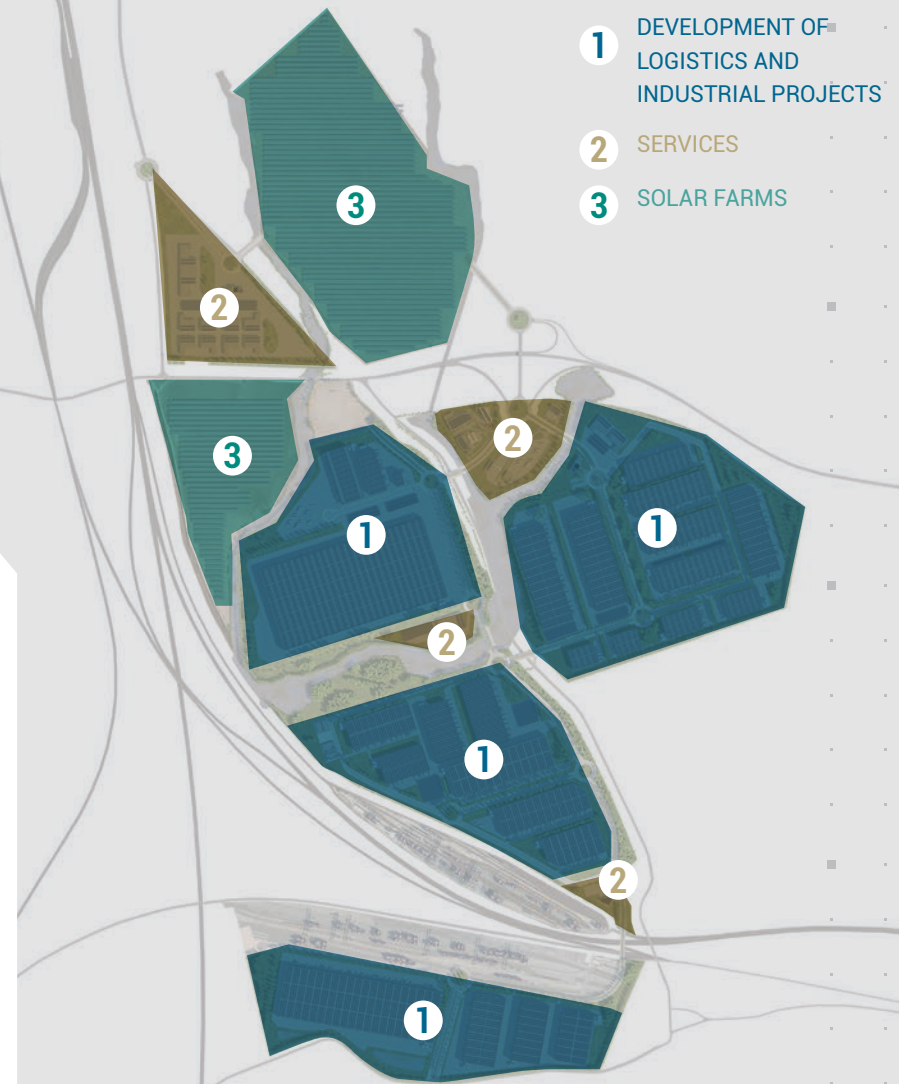 1 DEVELOPMENT OF
LOGISTICS AND
INDUSTRIAL PROJECTS
2 SERVICES
3 SOLAR FARMS
3
2
2
3
1
1
2
1
2
1